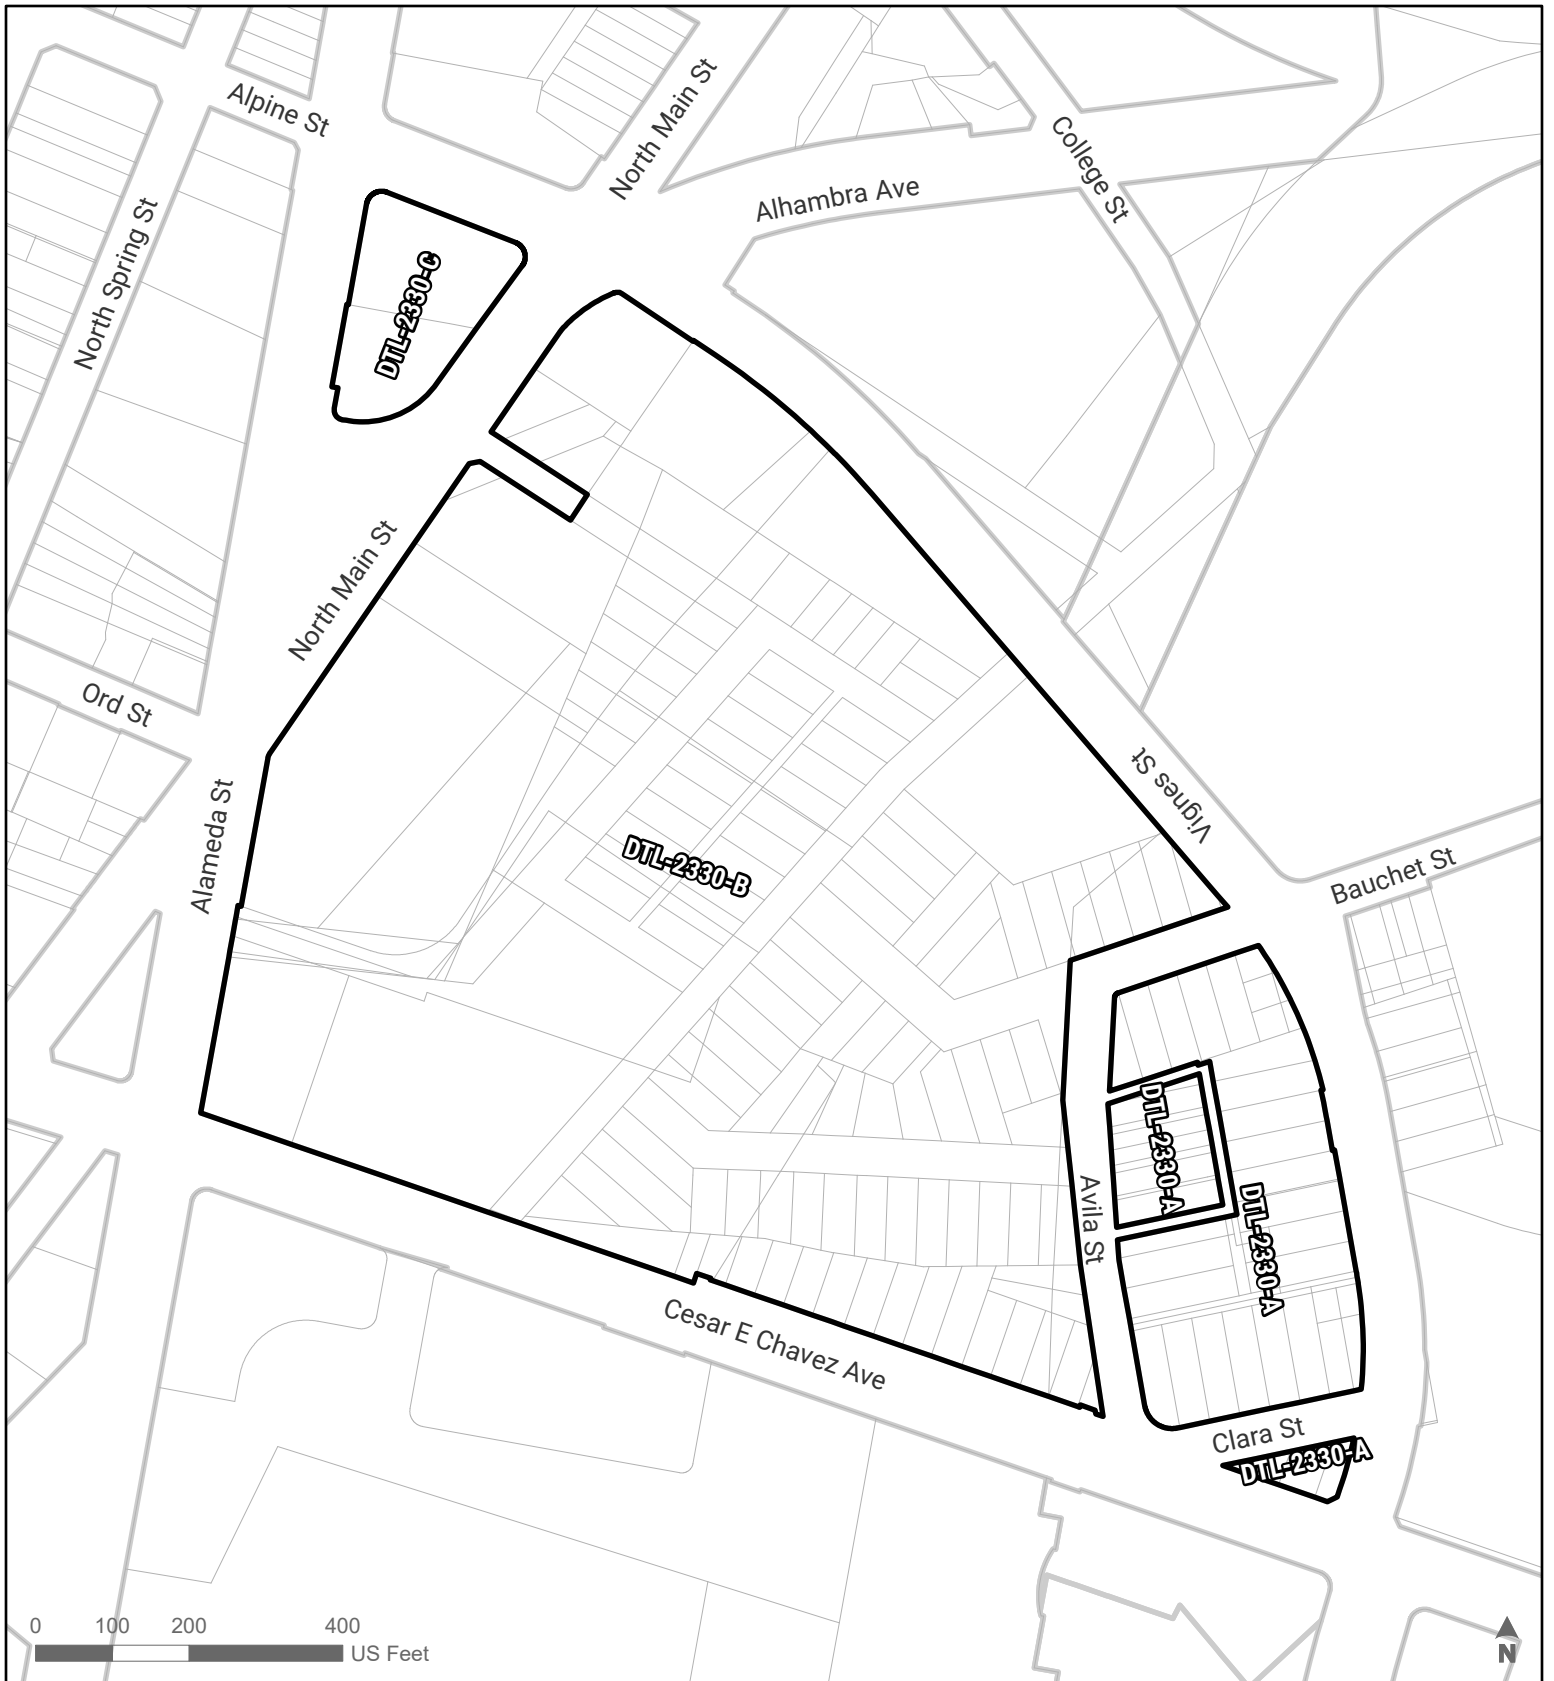 Alpine St
North Main St
College St
Alhambra Ave
North Spring St
DTL-2330-C
North Main St
Ord St
Alameda St
Vignes St
DTL-2330-B
Bauchet St
DTL-2330-A
Avila St
DTL-2330-A
Cesar E Chavez Ave
Clara St
DTL-2330-A
0 100 200 400
US Feet
N